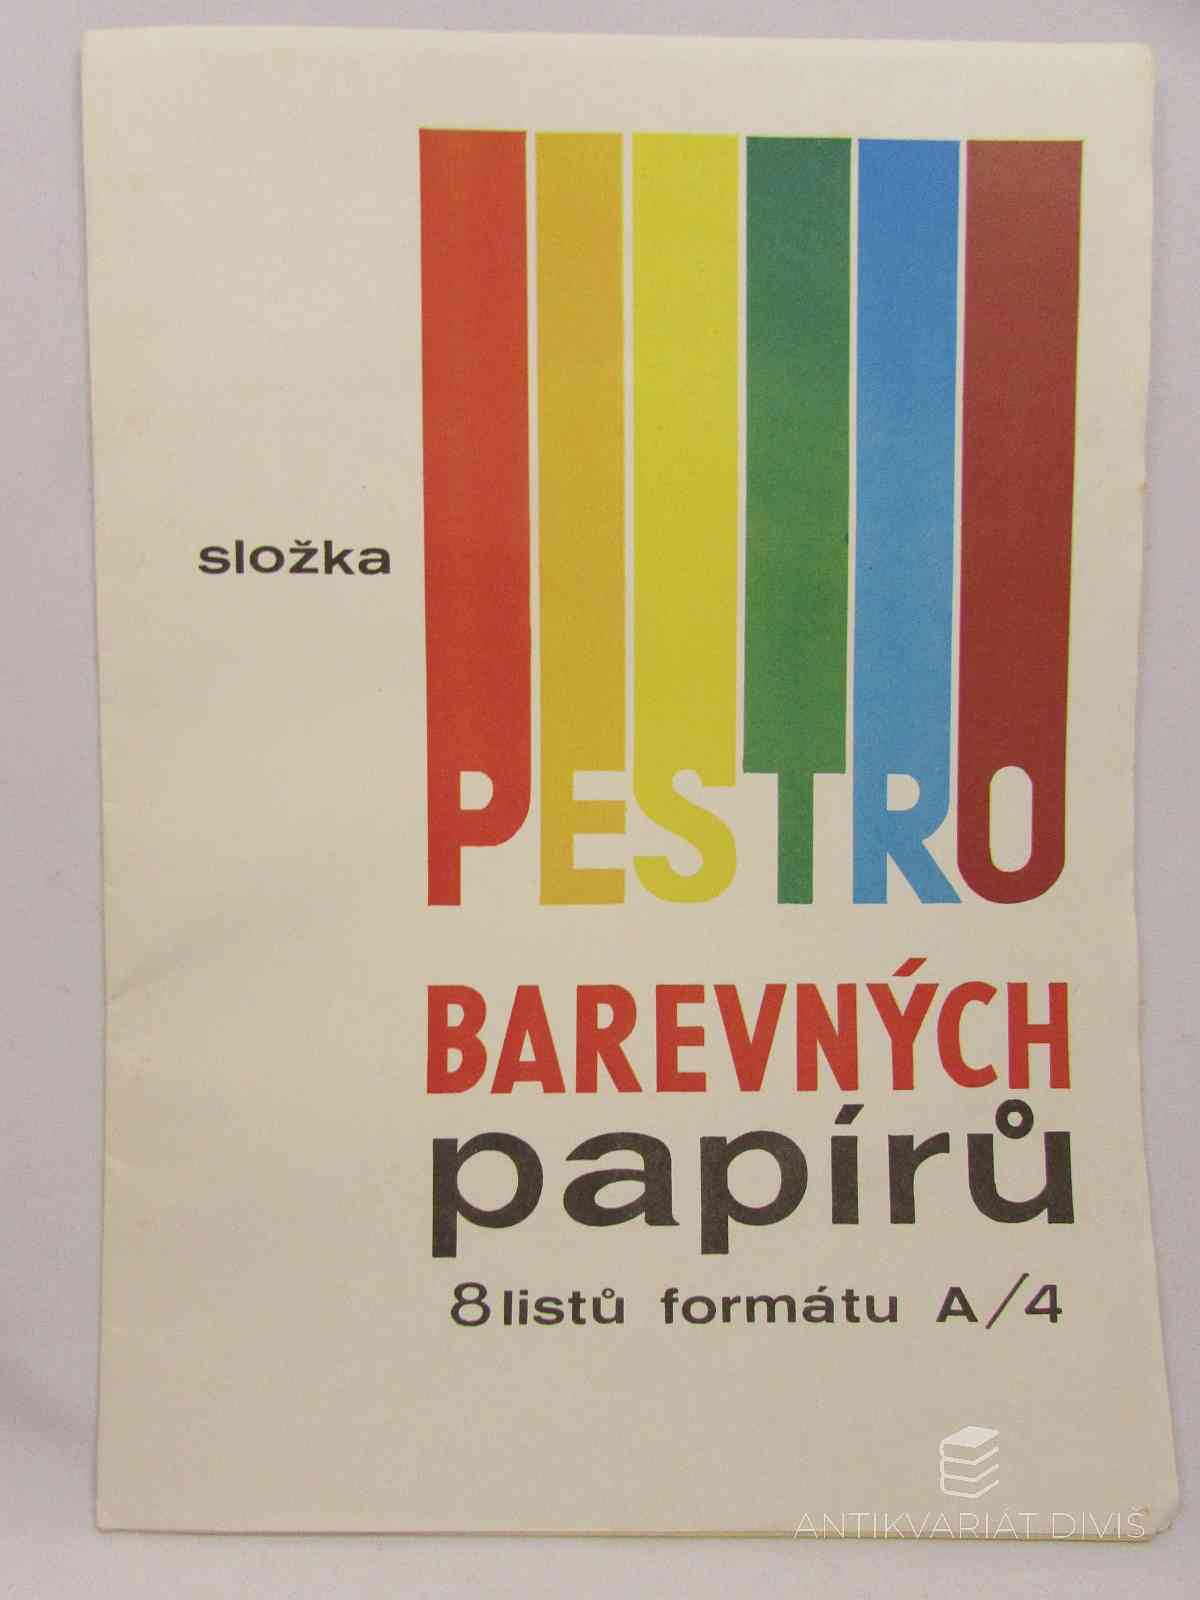 složka
PESTRO
BAREVNÝCH
papírů
8 listů formátu A/4
ANTIKVARIÁT DIVIŠ